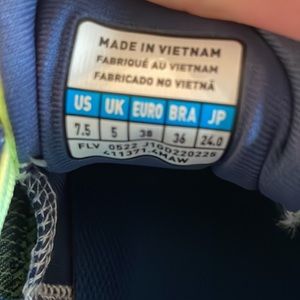 MADE IN VIETNAM
FABRIQUÉ AU VIETNAM
FABRICADO NO VIETNÃ
US UK EURO BRA JP
7.5 5 38 36 24.0
FLV 0522 J160220225
411371.4MAW